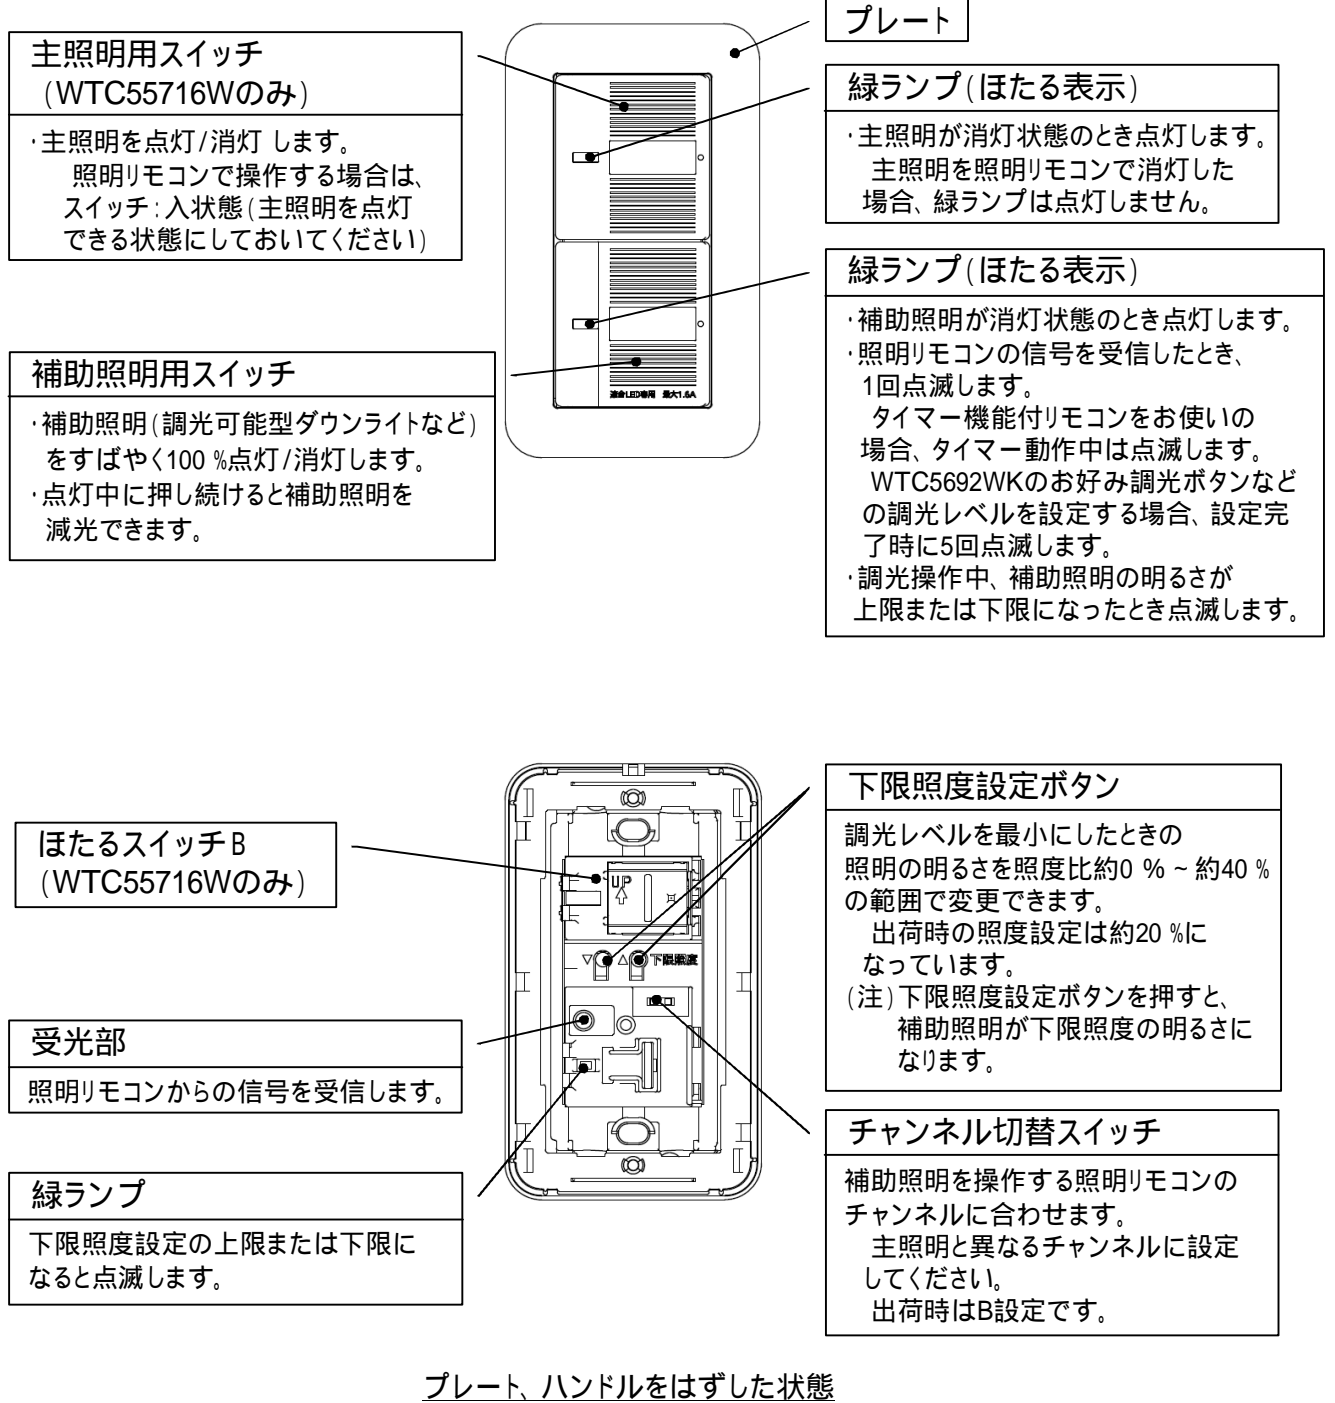 プレート
主照明用スイッチ
(WTC55716Wのみ)
・主照明を点灯/消灯 します。
照明リモコンで操作する場合は、
スイッチ：入状態(主照明を点灯
できる状態にしておいてください)
補助照明用スイッチ
・補助照明(調光可能型ダウンライトなど)
をすばやく100 %点灯/消灯します。
・点灯中に押し続けると補助照明を
減光できます。
適合LED専用 最大1.6A
緑ランプ(ほたる表示)
・主照明が消灯状態のとき点灯します。
主照明を照明リモコンで消灯した
場合、緑ランプは点灯しません。
緑ランプ(ほたる表示)
・補助照明が消灯状態のとき点灯します。
・照明リモコンの信号を受信したとき、
1回点滅します。
タイマー機能付リモコンをお使いの
場合、タイマー動作中は点滅します。
WTC5692WKのお好み調光ボタンなど
の調光レベルを設定する場合、設定完
了時に5回点滅します。
・調光操作中、補助照明の明るさが
上限または下限になったとき点滅します。
ほたるスイッチB
(WTC55716Wのみ)
受光部
照明リモコンからの信号を受信します。
緑ランプ
下限照度設定の上限または下限に
なると点滅します。
UP
▽ △ 下限照度
下限照度設定ボタン
調光レベルを最小にしたときの
照明の明るさを照度比約0 % ~ 約40 %
の範囲で変更できます。
出荷時の照度設定は約20 %に
なっています。
(注)下限照度設定ボタンを押すと、
補助照明が下限照度の明るさに
なります。
チャンネル切替スイッチ
補助照明を操作する照明リモコンの
チャンネルに合わせます。
主照明と異なるチャンネルに設定
してください。
出荷時はB設定です。
プレート、ハンドルをはずした状態